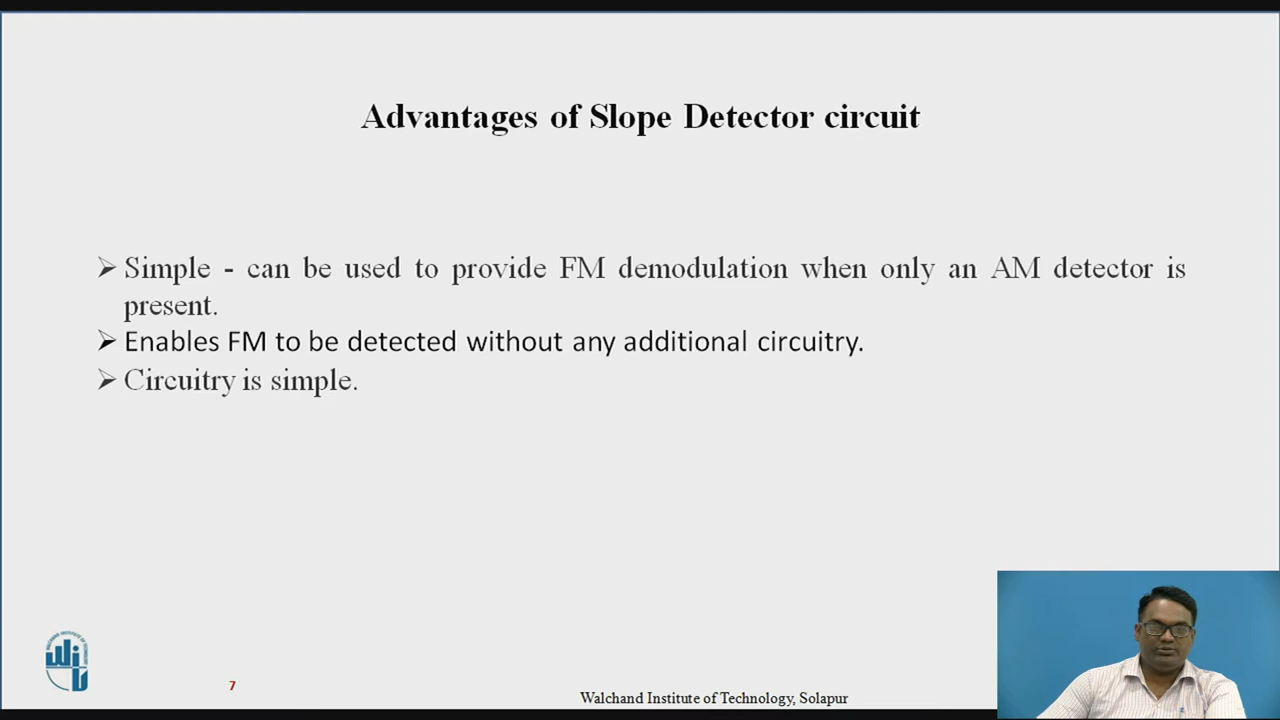 Advantages of Slope Detector circuit
➢ Simple - can be used to provide FM demodulation when only an AM detector is
present.
➢ Enables FM to be detected without any additional circuitry.
➢ Circuitry is simple.
WIT
7
Walchand Institute of Technology, Solapur